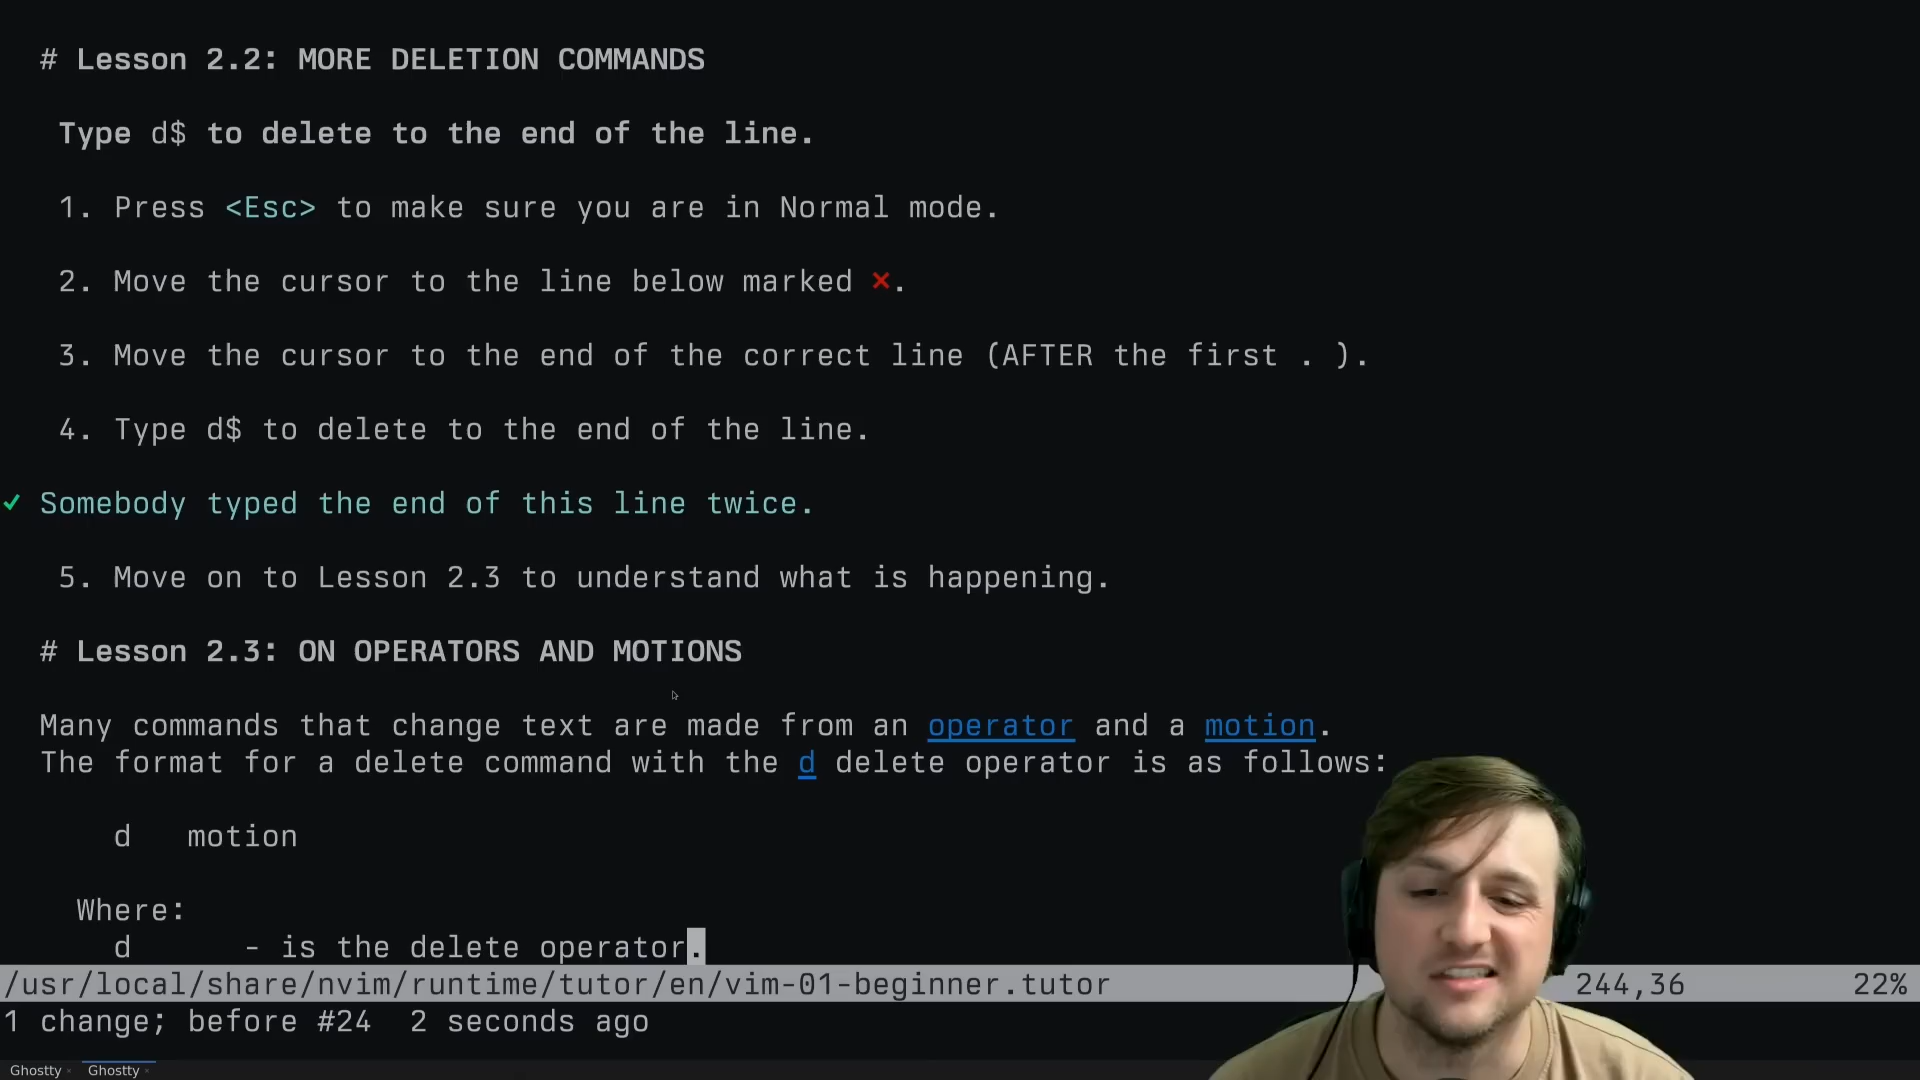 # Lesson 2.2: MORE DELETION COMMANDS
Type d$ to delete to the end of the line.
1. Press <Esc> to make sure you are in Normal mode.
2. Move the cursor to the line below marked ✗.
3. Move the cursor to the end of the correct line (AFTER the first . ).
4. Type d$ to delete to the end of the line.
✓ Somebody typed the end of this line twice.
5. Move on to Lesson 2.3 to understand what is happening.
# Lesson 2.3: ON OPERATORS AND MOTIONS
Many commands that change text are made from an operator and a motion.
The format for a delete command with the d delete operator is as follows:
d motion
Where:
d - is the delete operator.
/usr/local/share/nvim/runtime/tutor/en/vim-01-beginner.tutor 244,36 22%
1 change; before #24 2 seconds ago
Ghostty Ghostty